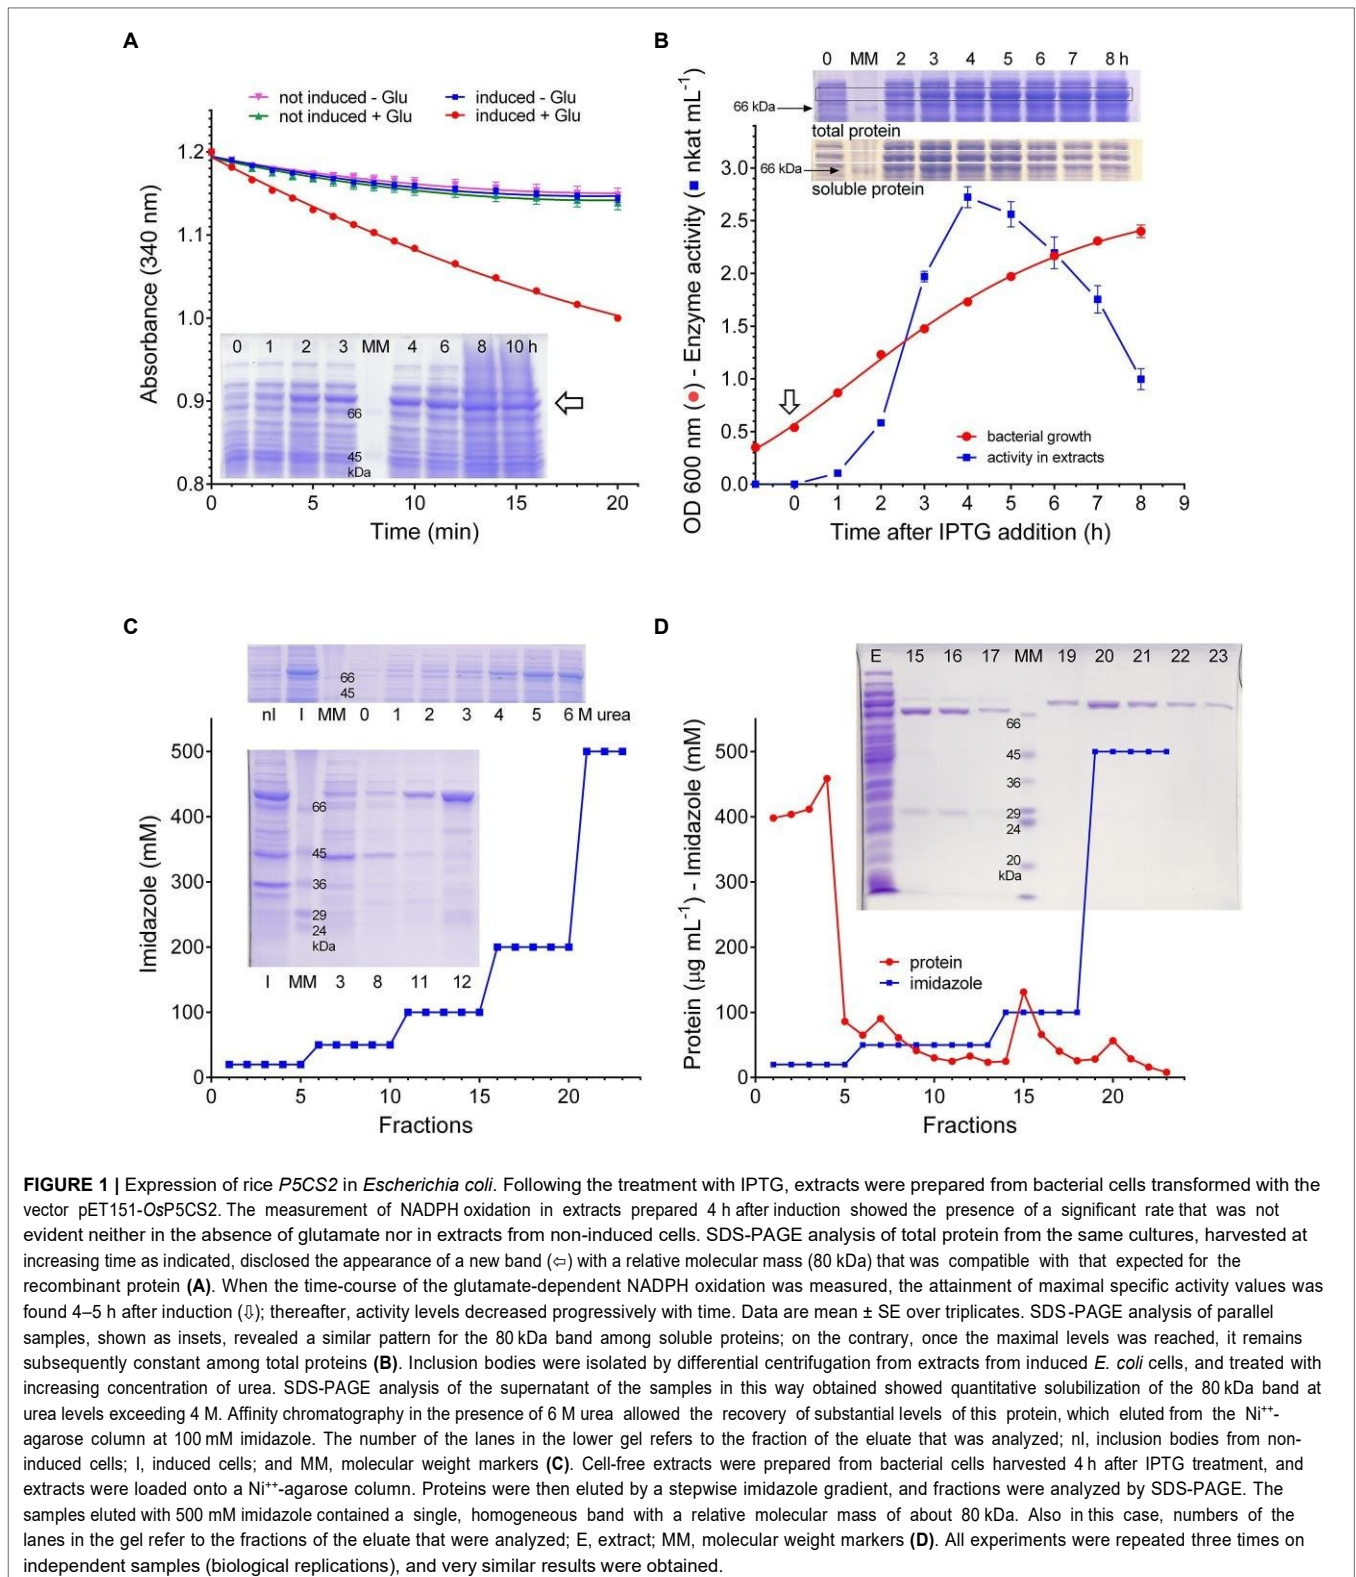 A
not induced - Glu
induced - Glu
not induced + Glu
induced + Glu
Absorbance (340 nm)
1.2
1.1
1.0
0.9
0.8
0 1 2 3 MM 4 6 8 10 h
66
45
kDa
0 5 10 15 20
Time (min)
B
0 MM 2 3 4 5 6 7 8 h
66 kDa
total protein
66 kDa
soluble protein
OD 600 nm (●) - Enzyme activity (■ nkat mL⁻¹)
3.0
2.5
2.0
1.5
1.0
0.5
0.0
bacterial growth
activity in extracts
0 1 2 3 4 5 6 7 8 9
Time after IPTG addition (h)
C
66
45
nI I MM 0 1 2 3 4 5 6 M urea
Imidazole (mM)
500
400
300
200
100
0
66
45
36
29
24
kDa
I MM 3 8 11 12
0 5 10 15 20
Fractions
D
E 15 16 17 MM 19 20 21 22 23
66
45
36
29
24
20
kDa
Protein (µg mL⁻¹) - Imidazole (mM)
500
400
300
200
100
0
protein
imidazole
0 5 10 15 20
Fractions
FIGURE 1 | Expression of rice P5CS2 in Escherichia coli. Following the treatment with IPTG, extracts were prepared from bacterial cells transformed with the
vector pET151-OsP5CS2. The measurement of NADPH oxidation in extracts prepared 4 h after induction showed the presence of a significant rate that was not
evident neither in the absence of glutamate nor in extracts from non-induced cells. SDS-PAGE analysis of total protein from the same cultures, harvested at
increasing time as indicated, disclosed the appearance of a new band (⇦) with a relative molecular mass (80 kDa) that was compatible with that expected for the
recombinant protein (A). When the time-course of the glutamate-dependent NADPH oxidation was measured, the attainment of maximal specific activity values was
found 4–5 h after induction (⇩); thereafter, activity levels decreased progressively with time. Data are mean ± SE over triplicates. SDS-PAGE analysis of parallel
samples, shown as insets, revealed a similar pattern for the 80 kDa band among soluble proteins; on the contrary, once the maximal levels was reached, it remains
subsequently constant among total proteins (B). Inclusion bodies were isolated by differential centrifugation from extracts from induced E. coli cells, and treated with
increasing concentration of urea. SDS-PAGE analysis of the supernatant of the samples in this way obtained showed quantitative solubilization of the 80 kDa band at
urea levels exceeding 4 M. Affinity chromatography in the presence of 6 M urea allowed the recovery of substantial levels of this protein, which eluted from the Ni⁺⁺-
agarose column at 100 mM imidazole. The number of the lanes in the lower gel refers to the fraction of the eluate that was analyzed; nI, inclusion bodies from non-
induced cells; I, induced cells; and MM, molecular weight markers (C). Cell-free extracts were prepared from bacterial cells harvested 4 h after IPTG treatment, and
extracts were loaded onto a Ni⁺⁺-agarose column. Proteins were then eluted by a stepwise imidazole gradient, and fractions were analyzed by SDS-PAGE. The
samples eluted with 500 mM imidazole contained a single, homogeneous band with a relative molecular mass of about 80 kDa. Also in this case, numbers of the
lanes in the gel refer to the fractions of the eluate that were analyzed; E, extract; MM, molecular weight markers (D). All experiments were repeated three times on
independent samples (biological replications), and very similar results were obtained.